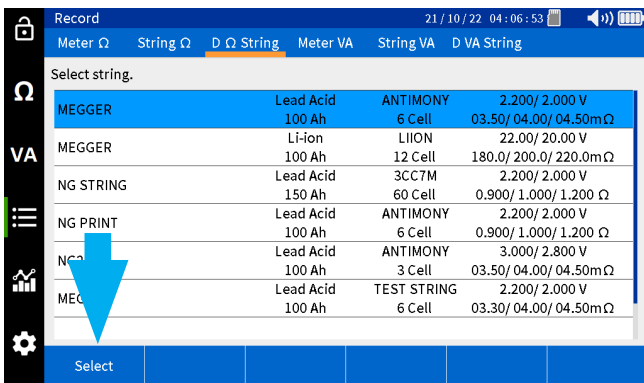 Record 21/10/22 04:06:53
Meter Ω String Ω D Ω String Meter VA String VA D VA String
Select string.
Ω
VA
MEGGER Lead Acid ANTIMONY 2.200/ 2.000 V
100 Ah 6 Cell 03.50/ 04.00/ 04.50mΩ
MEGGER Li-ion LIION 22.00/ 20.00 V
100 Ah 12 Cell 180.0/ 200.0/ 220.0mΩ
NG STRING Lead Acid 3CC7M 2.200/ 2.000 V
150 Ah 60 Cell 0.900/ 1.000/ 1.200 Ω
NG PRINT Lead Acid ANTIMONY 2.200/ 2.000 V
100 Ah 6 Cell 0.900/ 1.000/ 1.200 Ω
Lead Acid ANTIMONY 3.000/ 2.800 V
100 Ah 3 Cell 03.50/ 04.00/ 04.50mΩ
Lead Acid TEST STRING 2.200/ 2.000 V
100 Ah 6 Cell 03.30/ 04.00/ 04.50mΩ
Select